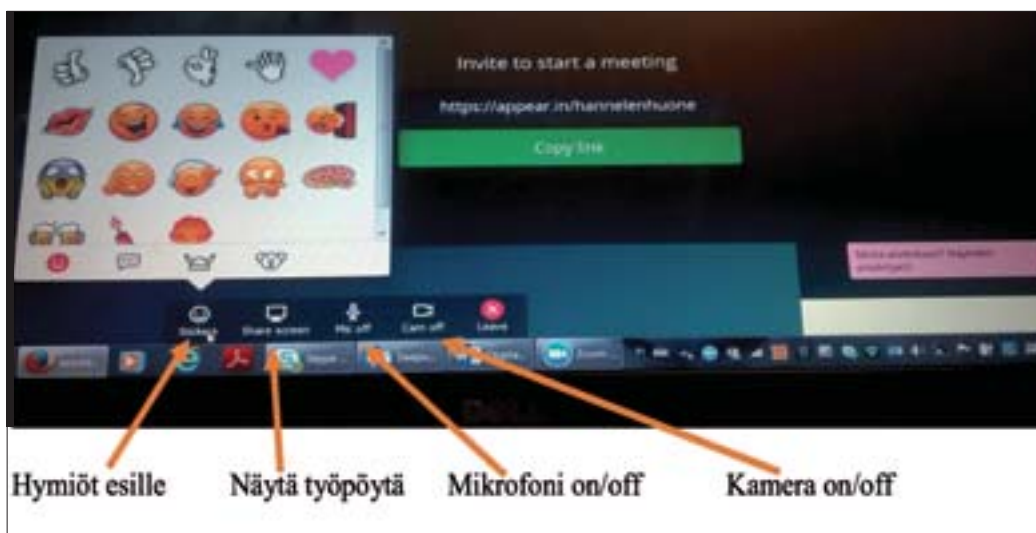 Invite to start a meeting
https://appear.in/hannelenhuone
Copy link
Stickers
Share screen
Mic off
Cam off
Leave
DELL
Hymiöt esille
Näytä työpöytä
Mikrofoni on/off
Kamera on/off